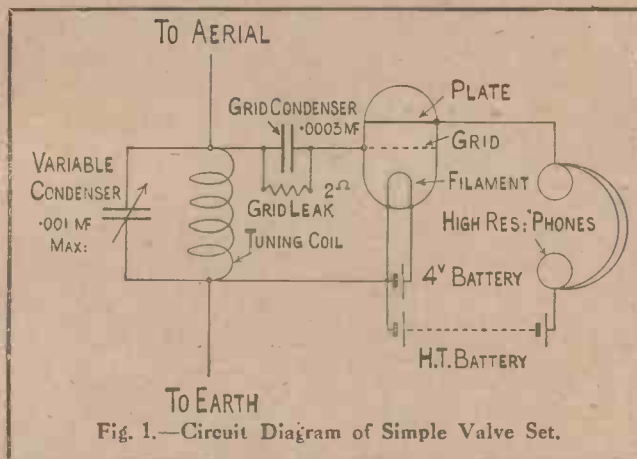 TO AERIAL
GRID CONDENSER
.0003 MF
PLATE
GRID
VARIABLE
CONDENSER
.001 MF
MAX:
2Ω
GRID LEAK
FILAMENT
TUNING COIL
HIGH RES: 'PHONES
4V BATTERY
H.T. BATTERY
TO EARTH
Fig. 1.—Circuit Diagram of Simple Valve Set.